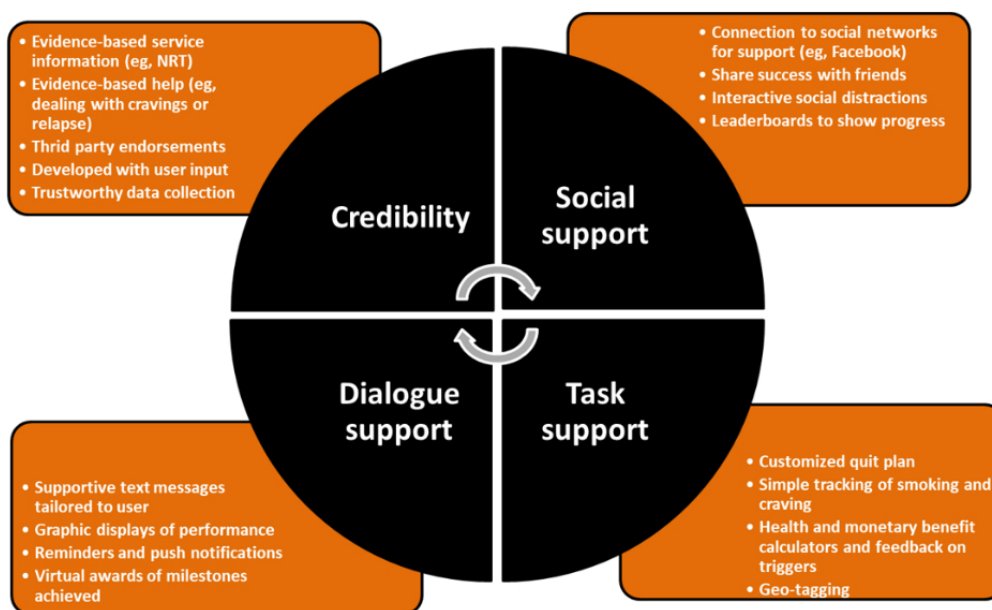 • Evidence-based service
information (eg, NRT)
• Evidence-based help (eg,
dealing with cravings or
relapse)
• Thrid party endorsements
• Developed with user input
• Trustworthy data collection
• Connection to social networks
for support (eg, Facebook)
• Share success with friends
• Interactive social distractions
• Leaderboards to show progress
Credibility
Social
support
Dialogue
support
Task
support
• Supportive text messages
tailored to user
• Graphic displays of performance
• Reminders and push notifications
• Virtual awards of milestones
achieved
• Customized quit plan
• Simple tracking of smoking and
craving
• Health and monetary benefit
calculators and feedback on
triggers
• Geo-tagging